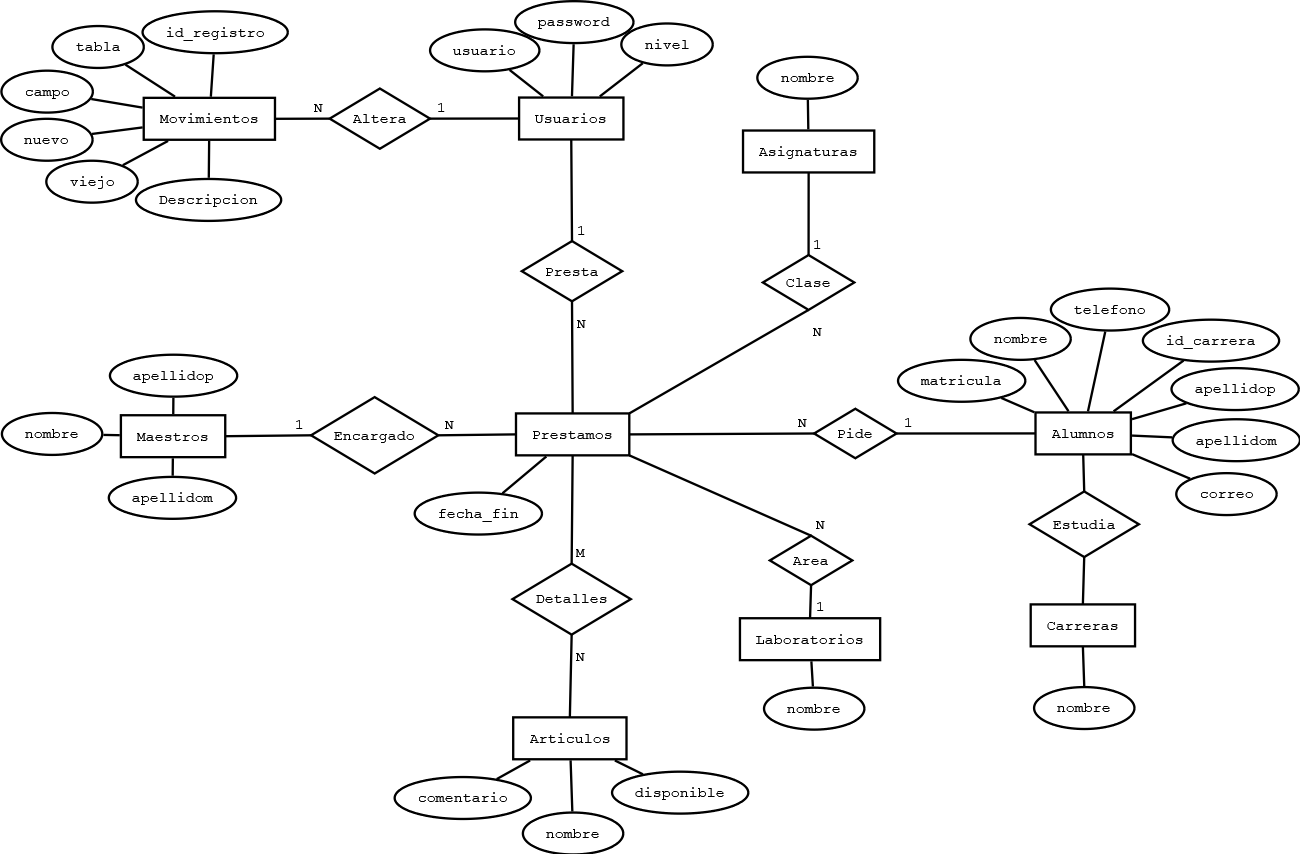 password
id_registro
usuario
nivel
tabla
nombre
campo
N
1
Movimientos
Altera
Usuarios
nuevo
Asignaturas
viejo
Descripcion
1
1
Presta
Clase
telefono
N
N
nombre
id_carrera
apellidop
matricula
apellidop
1
N
N
1
nombre
Maestros
Encargado
Prestamos
Pide
Alumnos
apellidom
apellidom
correo
fecha_fin
N
Estudia
M
Area
Detalles
1
Carreras
Laboratorios
N
nombre
nombre
Articulos
comentario
disponible
nombre